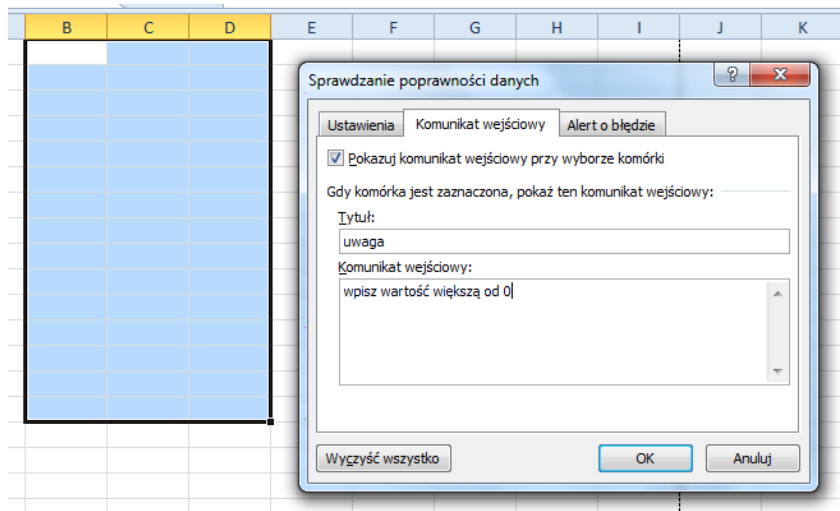 B C D E F G H I J K
Sprawdzanie poprawności danych
Ustawienia Komunikat wejściowy Alert o błędzie
Pokazuj komunikat wejściowy przy wyborze komórki
Gdy komórka jest zaznaczona, pokaż ten komunikat wejściowy:
Tytuł:
uwaga
Komunikat wejściowy:
wpisz wartość większą od 0
Wyczyść wszystko OK Anuluj